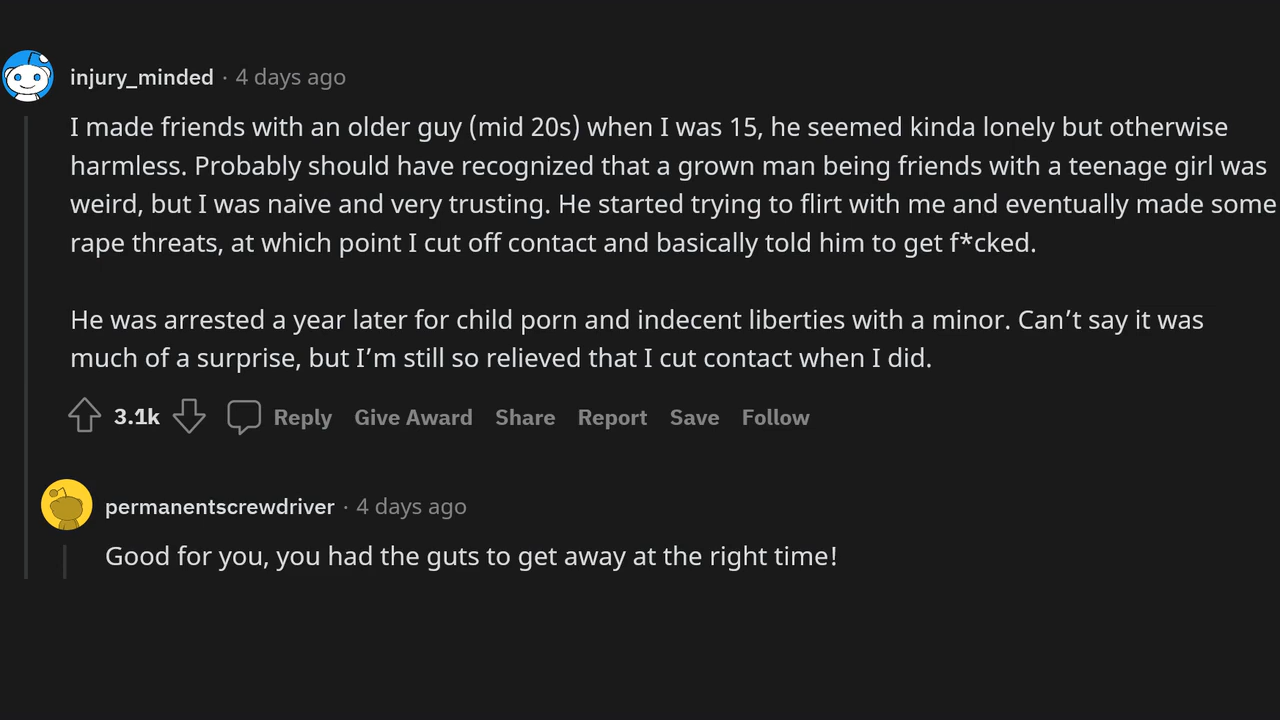 injury_minded · 4 days ago
I made friends with an older guy (mid 20s) when I was 15, he seemed kinda lonely but otherwise
harmless. Probably should have recognized that a grown man being friends with a teenage girl was
weird, but I was naive and very trusting. He started trying to flirt with me and eventually made some
rape threats, at which point I cut off contact and basically told him to get f*cked.
He was arrested a year later for child porn and indecent liberties with a minor. Can’t say it was
much of a surprise, but I’m still so relieved that I cut contact when I did.
3.1k Reply Give Award Share Report Save Follow
permanentscrewdriver · 4 days ago
Good for you, you had the guts to get away at the right time!